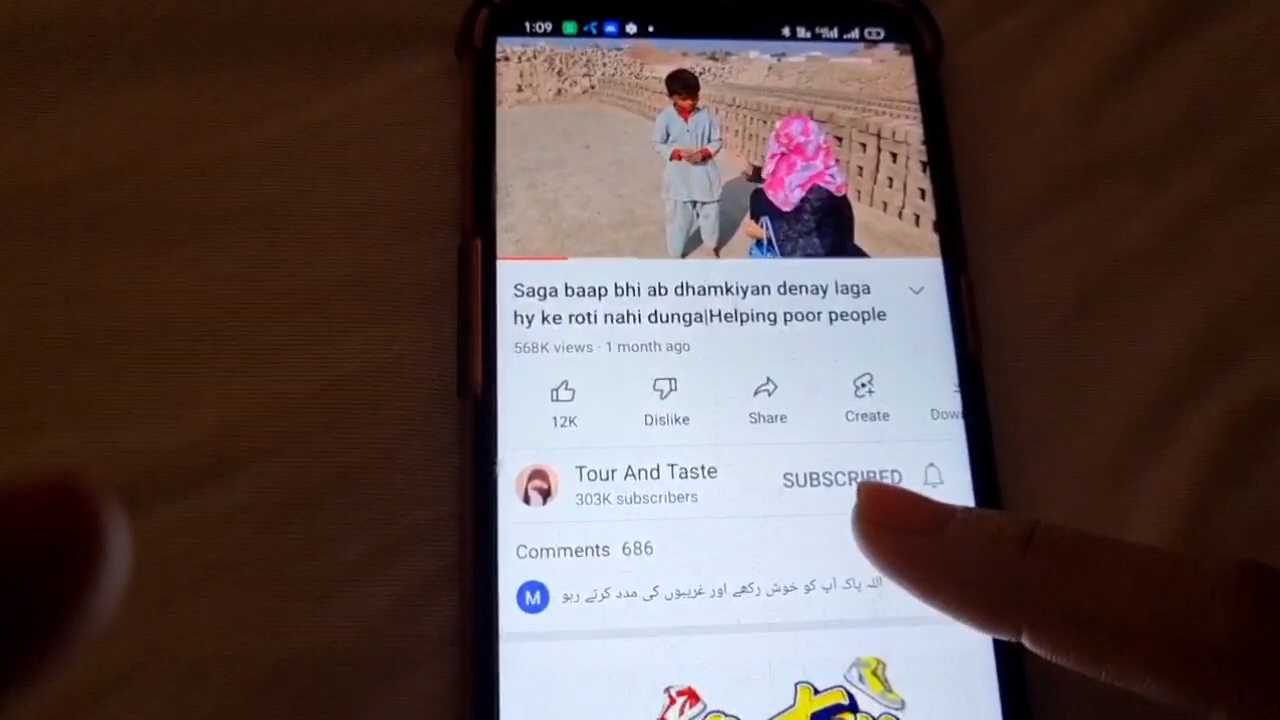 1:09
Saga baap bhi ab dhamkiyan denay laga
hy ke roti nahi dunga|Helping poor people
568K views · 1 month ago
12K
Dislike
Share
Create
Dow
Tour And Taste
SUBSCRIBED
303K subscribers
Comments 686
M
اللہ پاک آپ کو خوش رکھے اور غریبوں کی مدد کرتے رہو